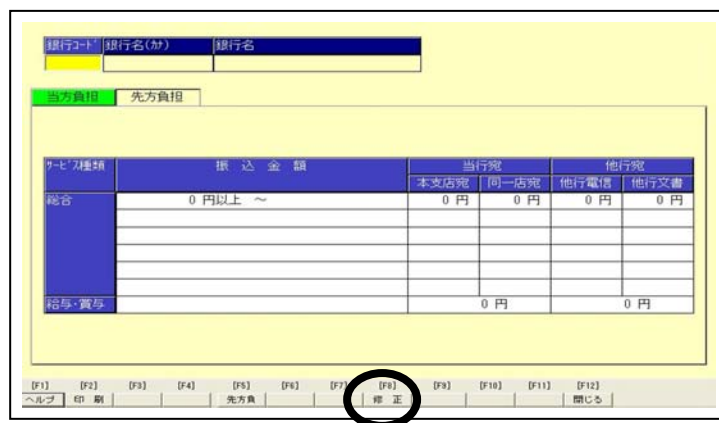 銀行ｺｰﾄﾞ 銀行名(ｶﾅ) 銀行名
当方負担 先方負担
ｻｰﾋﾞｽ種類 振 込 金 額 当行宛 他行宛
本支店宛 同一店宛 他行電信 他行文書
総合 0 円以上 ～ 0 円 0 円 0 円 0 円
給与・賞与 0 円 0 円
[F1] [F2] [F3] [F4] [F5] [F6] [F7] [F8] [F9] [F10] [F11] [F12]
ヘルプ 印 刷 先方負 修 正 閉じる